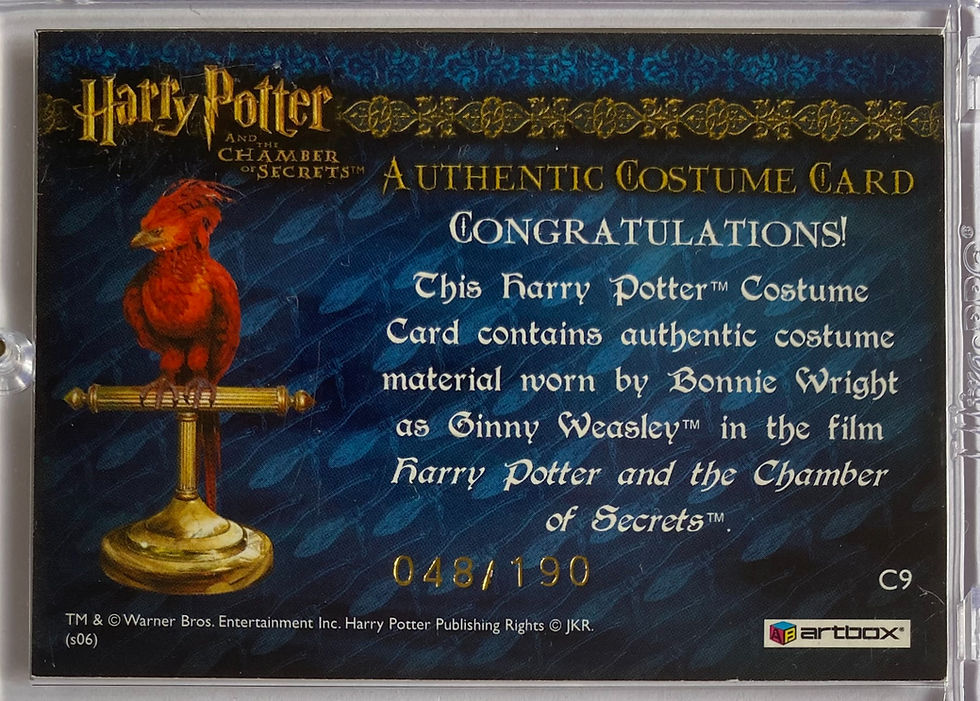 Harry Potter
AND THE
CHAMBER
OF SECRETS™
AUTHENTIC COSTUME CARD
CONGRATULATIONS!
This Harry Potter™ Costume
Card contains authentic costume
material worn by Bonnie Wright
as Ginny Weasley™ in the film
Harry Potter and the Chamber
of Secrets™.
048/190
C9
TM & © Warner Bros. Entertainment Inc. Harry Potter Publishing Rights © JKR.
(s06)
AB artbox®